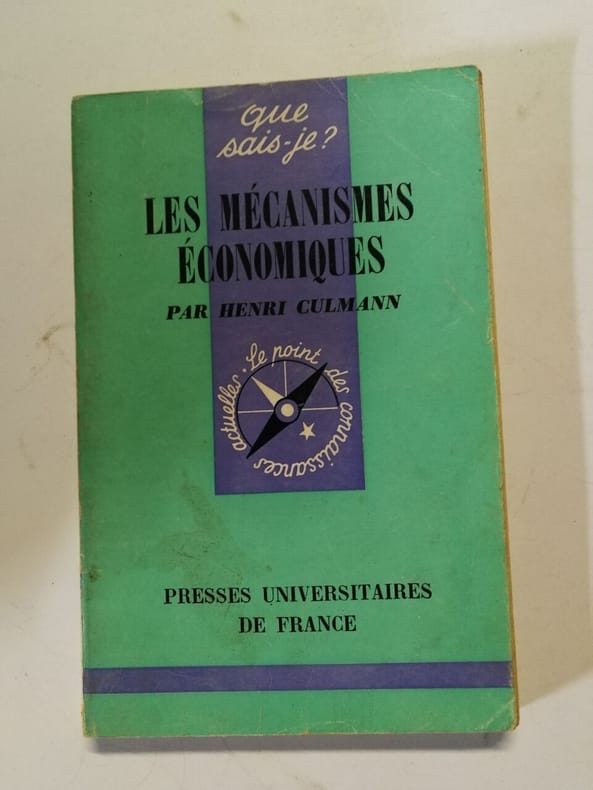 que
sais-je?
LES MÉCANISMES
ÉCONOMIQUES
PAR HENRI CULMANN
Le point des connaissances actuelles.
PRESSES UNIVERSITAIRES
DE FRANCE